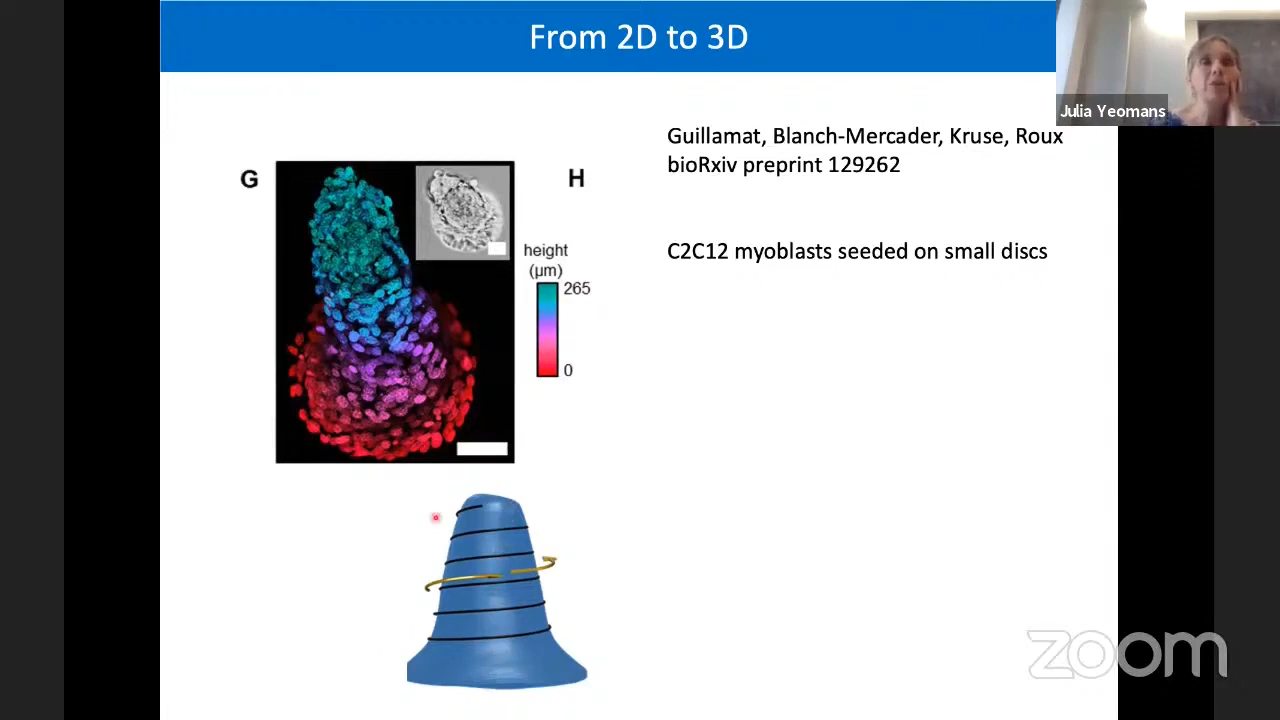 From 2D to 3D
Julia Yeomans
Guillamat, Blanch-Mercader, Kruse, Roux
bioRxiv preprint 129262
G
H
C2C12 myoblasts seeded on small discs
height
(μm)
265
0
zoom